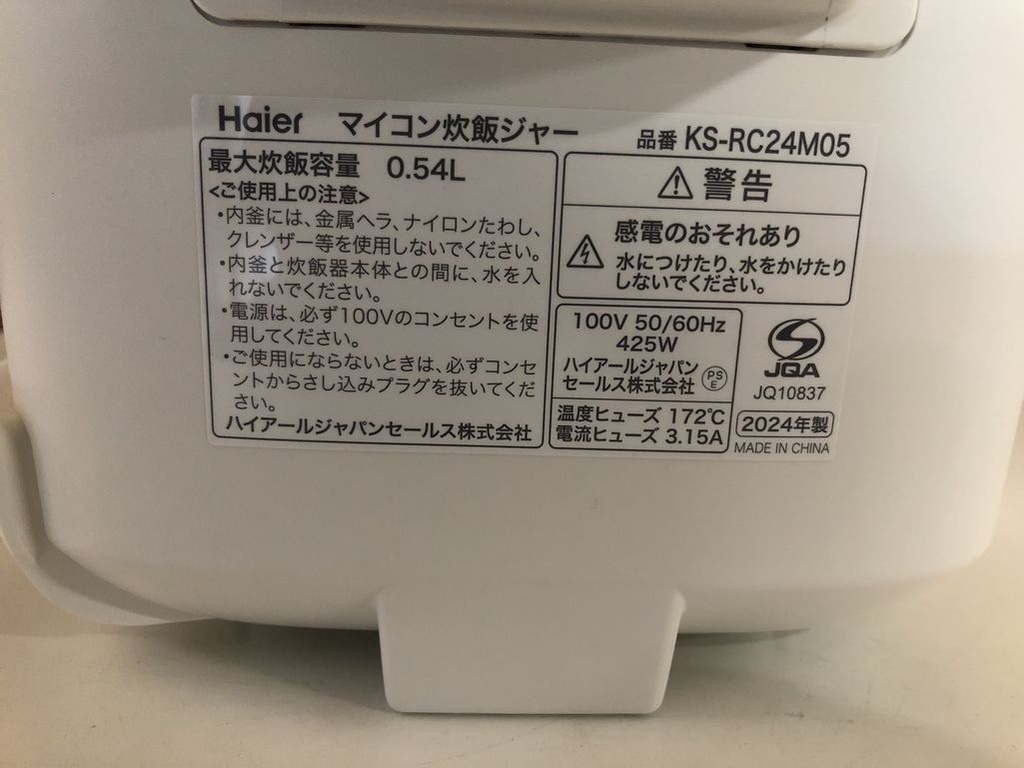 Haier マイコン炊飯ジャー 品番 KS-RC24M05
最大炊飯容量 0.54L
<ご使用上の注意>
・内釜には、金属ヘラ、ナイロンたわし、
クレンザー等を使用しないでください。
・内釜と炊飯器本体との間に、水を入
れないでください。
・電源は、必ず100Vのコンセントを使
用してください。
・ご使用にならないときは、必ずコンセ
ントからさし込みプラグを抜いてくだ
さい。
ハイアールジャパンセールス株式会社
⚠ 警告
感電のおそれあり
水につけたり、水をかけたり
しないでください。
100V 50/60Hz
425W
ハイアールジャパン
セールス株式会社
PS
E
温度ヒューズ 172℃
電流ヒューズ 3.15A
JQA
JQ10837
2024年製
MADE IN CHINA